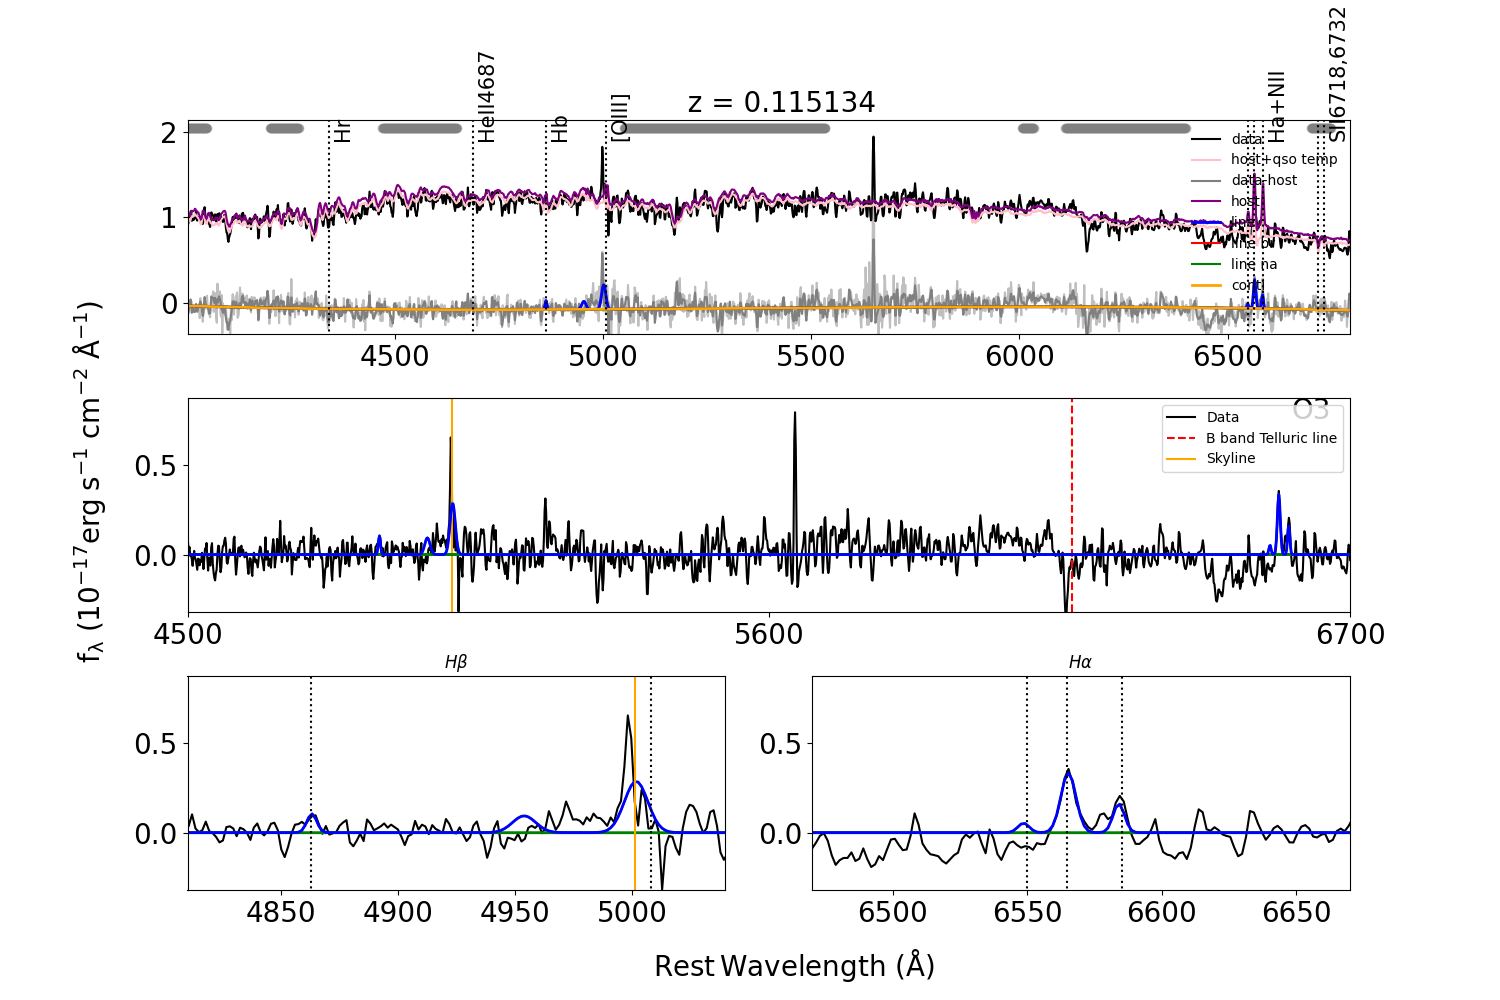 z = 0.115134
Hr
HeII4687
Hb
[OIII]
Ha+NII
SII6718,6732
data
host+qso temp
data-host
host
line
line br
line na
conti
2
1
0
4500
5000
5500
6000
6500
fλ (10−17erg s−1 cm−2 Å−1)
O3
Data
B band Telluric line
Skyline
0.5
0.0
4500
5600
6700
Hβ
0.5
0.0
4850
4900
4950
5000
Hα
0.5
0.0
6500
6550
6600
6650
Rest Wavelength (Å)